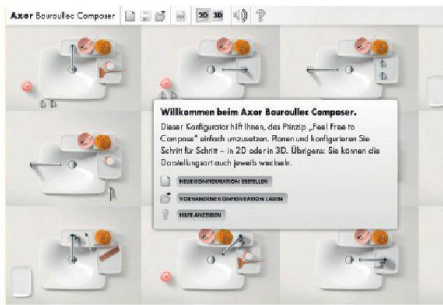 Axor Bouroullec Composer 2D 3D ?
Willkommen beim Axor Bouroullec Composer.
Dieser Konfigurator hilft Ihnen, das Prinzip „Feel Free to
Compose" einfach umzusetzen. Planen und konfigurieren Sie
Schritt für Schritt – in 2D oder in 3D. Übrigens: Sie können die
Darstellungsart auch jeweils wechseln.
NEUE KONFIGURATION ERSTELLEN
VORHANDENE KONFIGURATION LADEN
? HILFE ANZEIGEN